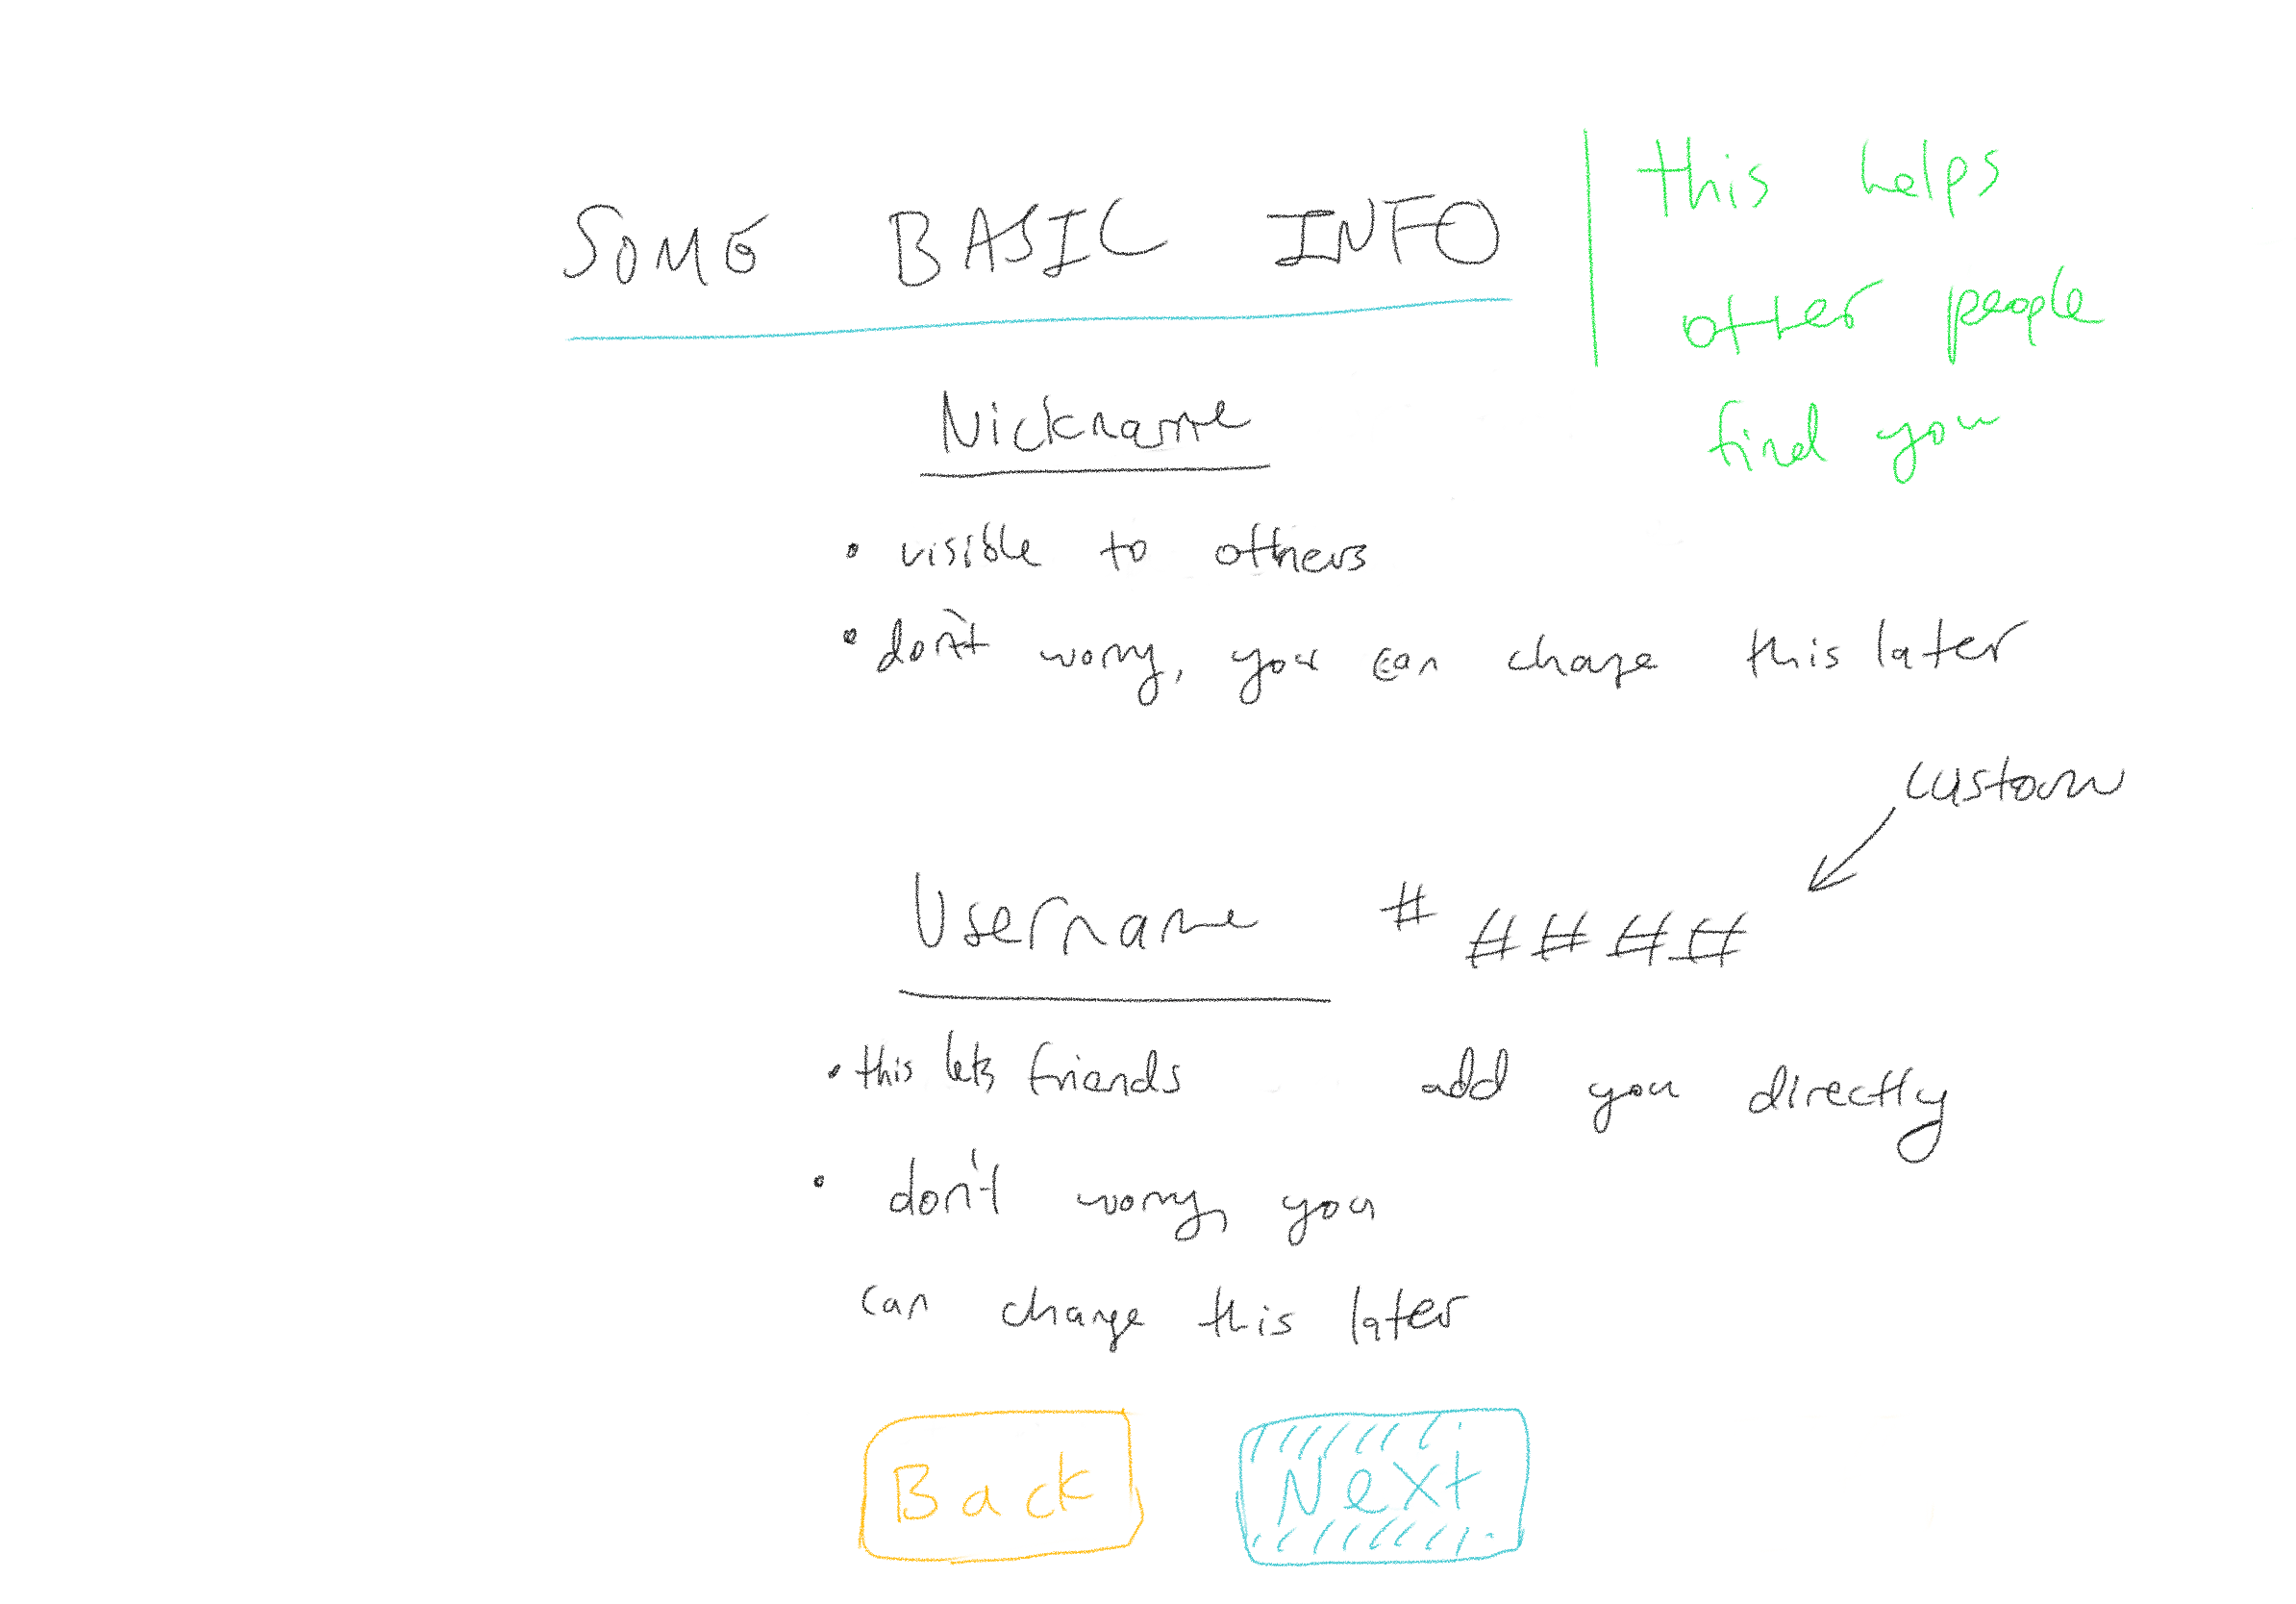 SOME BASIC INFO
this helps
other people
find you
Nickname
• visible to others
• don't worry, you can change this later
custom
Username # ####
• this lets friends add you directly
• don't worry, you
can change this later
Back
Next